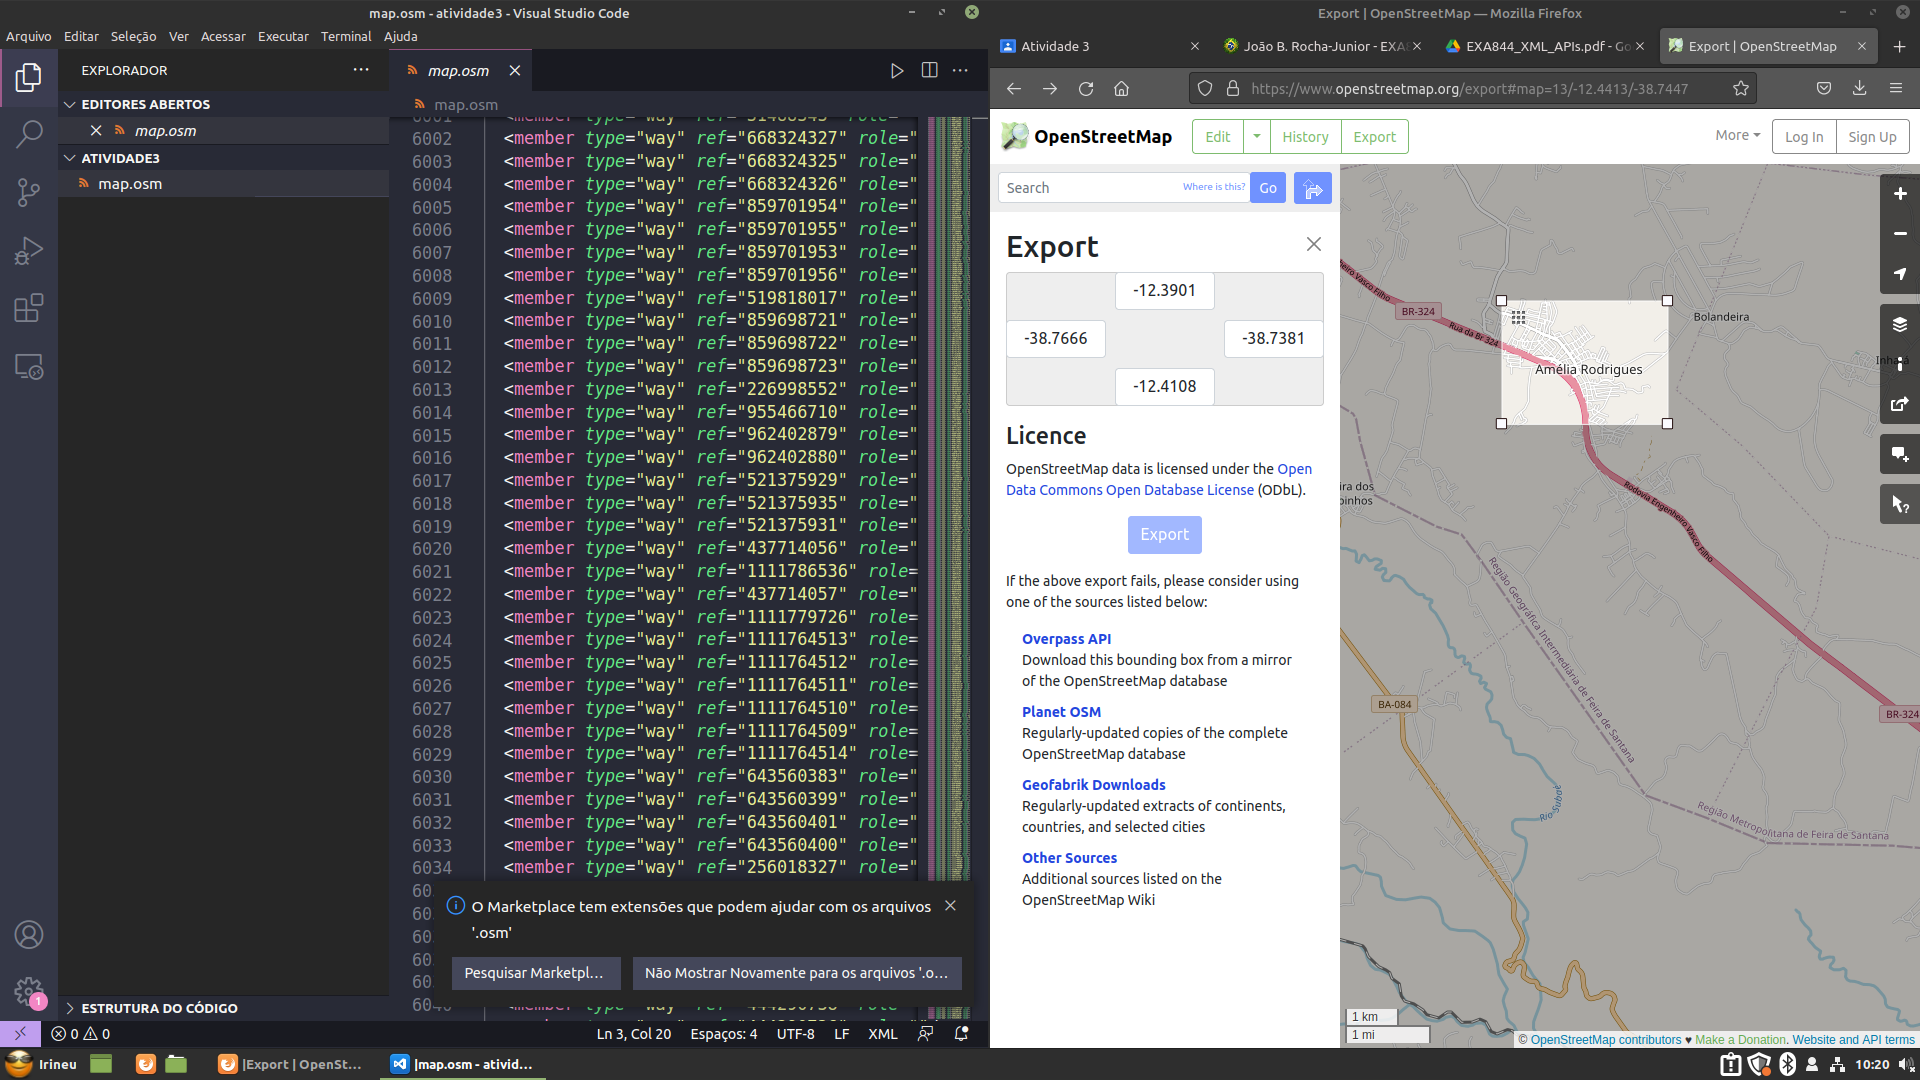 map.osm - atividade3 - Visual Studio Code
Arquivo Editar Seleção Ver Acessar Executar Terminal Ajuda
EXPLORADOR
EDITORES ABERTOS
map.osm
ATIVIDADE3
map.osm
ESTRUTURA DO CÓDIGO
1
map.osm
map.osm
6002 <member type="way" ref="668324327" role="
6003 <member type="way" ref="668324325" role="
6004 <member type="way" ref="668324326" role="
6005 <member type="way" ref="859701954" role="
6006 <member type="way" ref="859701955" role="
6007 <member type="way" ref="859701953" role="
6008 <member type="way" ref="859701956" role="
6009 <member type="way" ref="519818017" role="
6010 <member type="way" ref="859698721" role="
6011 <member type="way" ref="859698722" role="
6012 <member type="way" ref="859698723" role="
6013 <member type="way" ref="226998552" role="
6014 <member type="way" ref="955466710" role="
6015 <member type="way" ref="962402879" role="
6016 <member type="way" ref="962402880" role="
6017 <member type="way" ref="521375929" role="
6018 <member type="way" ref="521375935" role="
6019 <member type="way" ref="521375931" role="
6020 <member type="way" ref="437714056" role="
6021 <member type="way" ref="1111786536" role=
6022 <member type="way" ref="437714057" role="
6023 <member type="way" ref="1111779726" role=
6024 <member type="way" ref="1111764513" role=
6025 <member type="way" ref="1111764512" role=
6026 <member type="way" ref="1111764511" role=
6027 <member type="way" ref="1111764510" role=
6028 <member type="way" ref="1111764509" role=
6029 <member type="way" ref="1111764514" role=
6030 <member type="way" ref="643560383" role="
6031 <member type="way" ref="643560399" role="
6032 <member type="way" ref="643560401" role="
6033 <member type="way" ref="643560400" role="
6034 <member type="way" ref="256018327" role="
O Marketplace tem extensões que podem ajudar com os arquivos
'.osm'
Pesquisar Marketpl... Não Mostrar Novamente para os arquivos '.o...
0 0 Ln 3, Col 20 Espaços: 4 UTF-8 LF XML
Export | OpenStreetMap — Mozilla Firefox
Atividade 3 João B. Rocha-Junior - EXA8 EXA844_XML_APIs.pdf - Go Export | OpenStreetMap
https://www.openstreetmap.org/export#map=13/-12.4413/-38.7447
OpenStreetMap Edit History Export More Log In Sign Up
Search Where is this? Go
Export
-12.3901
-38.7666 -38.7381
-12.4108
Licence
OpenStreetMap data is licensed under the Open
Data Commons Open Database License (ODbL).
Export
If the above export fails, please consider using
one of the sources listed below:
Overpass API
Download this bounding box from a mirror
of the OpenStreetMap database
Planet OSM
Regularly-updated copies of the complete
OpenStreetMap database
Geofabrik Downloads
Regularly-updated extracts of continents,
countries, and selected cities
Other Sources
Additional sources listed on the
OpenStreetMap Wiki
Vasco Filho
BR-324
Rua da Br 324
Bolandeira
Amélia Rodrigues
ira dos
pinhos
Rodovia Engenheiro Vasco Filho
Região Geográfica Intermediária de Feira de Santana
BA-084
BR-324
Rio Subaé
Região Metropolitana de Feira de Santana
1 km
1 mi
© OpenStreetMap contributors ♥ Make a Donation. Website and API terms
Irineu |Export | OpenSt... |map.osm - ativid... 10:20